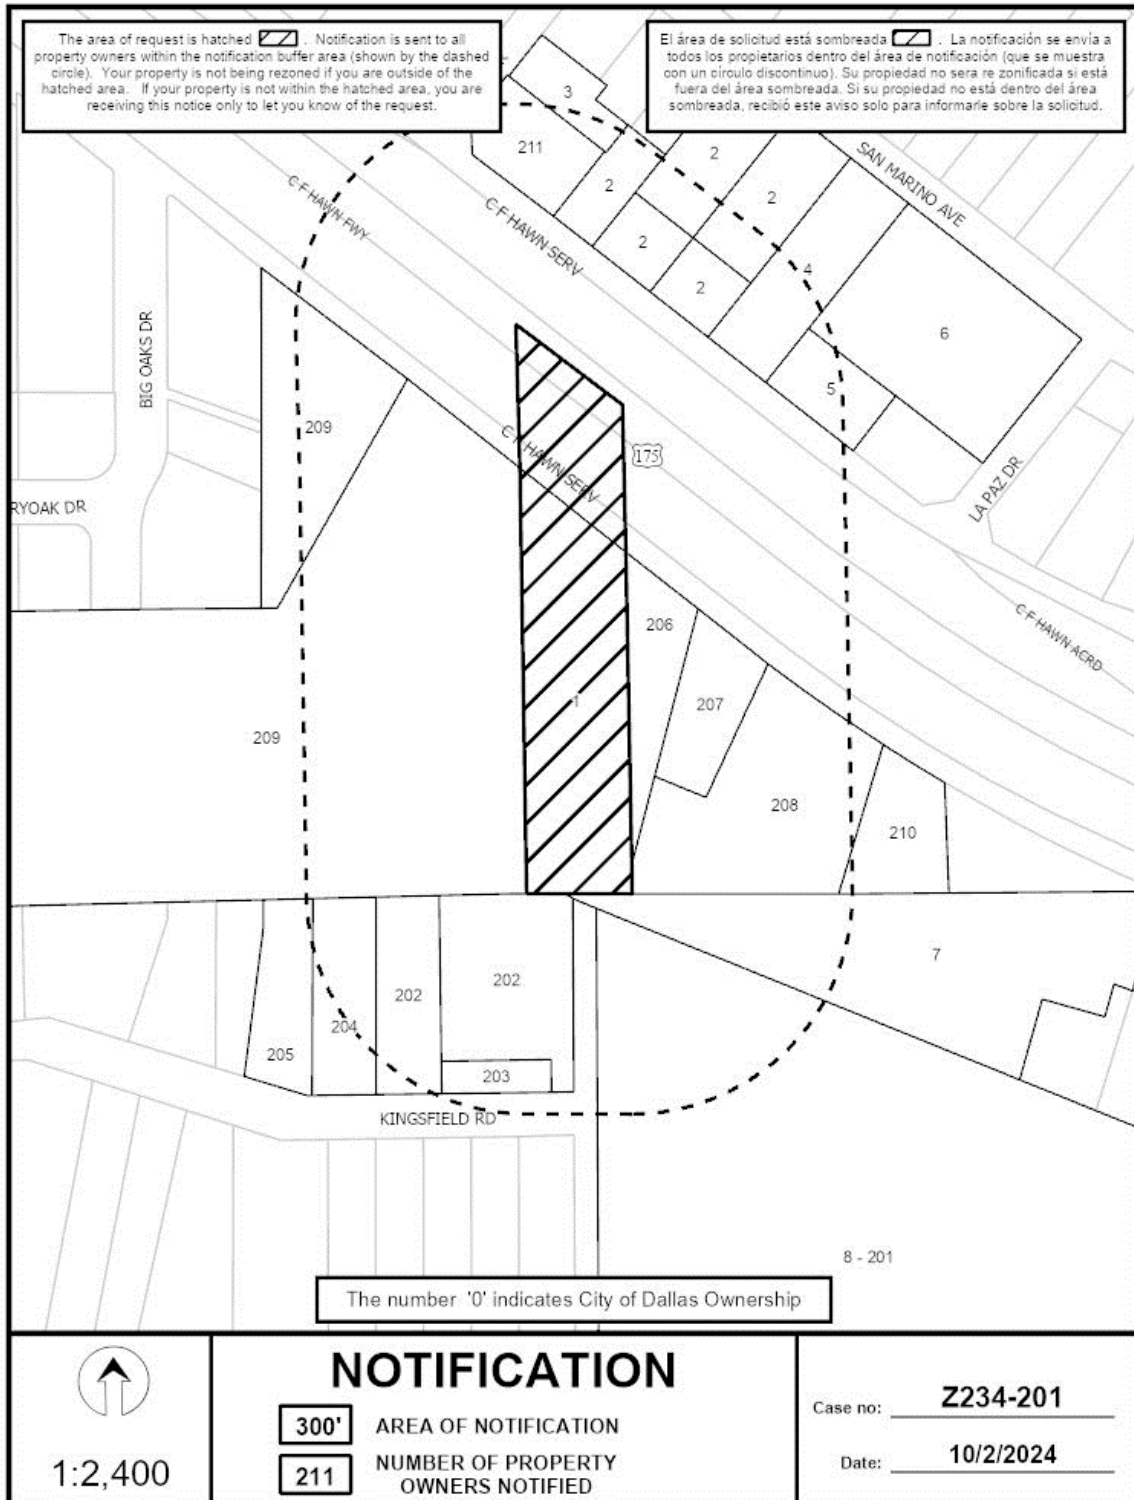 The area of request is hatched . Notification is sent to all
property owners within the notification buffer area (shown by the dashed
circle). Your property is not being rezoned if you are outside of the
hatched area. If your property is not within the hatched area, you are
receiving this notice only to let you know of the request.
El área de solicitud está sombreada . La notificación se envía a
todos los propietarios dentro del área de notificación (que se muestra
con un círculo discontinuo). Su propiedad no sera re zonificada si está
fuera del área sombreada. Si su propiedad no está dentro del área
sombreada, recibió este aviso solo para informarle sobre la solicitud.
3
211
2
2
2
2
2
SAN MARINO AVE
C F HAWN FWY
C F HAWN SERV
4
6
5
BIG OAKS DR
209
C F HAWN SERV
175
LA PAZ DR
RYOAK DR
C F HAWN ACRD
206
207
1
209
208
210
7
202
202
204
205
203
KINGSFIELD RD
8 - 201
The number '0' indicates City of Dallas Ownership
1:2,400
NOTIFICATION
300' AREA OF NOTIFICATION
211 NUMBER OF PROPERTY
OWNERS NOTIFIED
Case no: Z234-201
Date: 10/2/2024